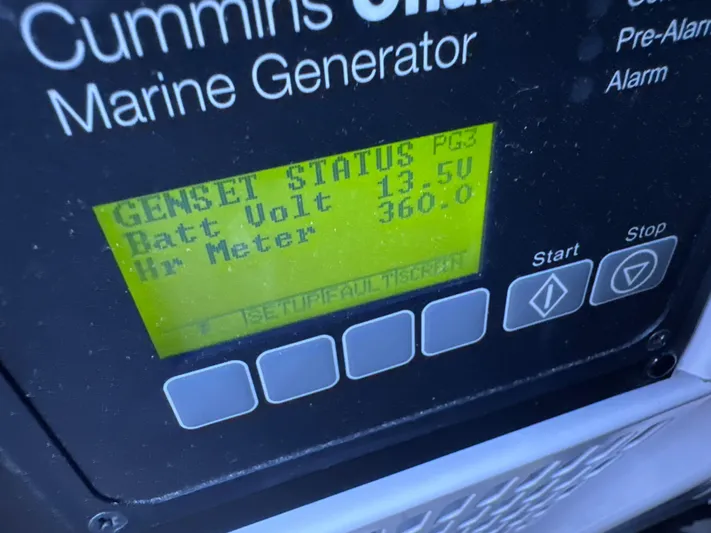 Cummins
Marine Generator
Pre-Alarm
Alarm
GENSET STATUS PG3
Batt Volt 13.5V
Hr Meter 360.0
SETUP FAULT SCREEN
Start
Stop